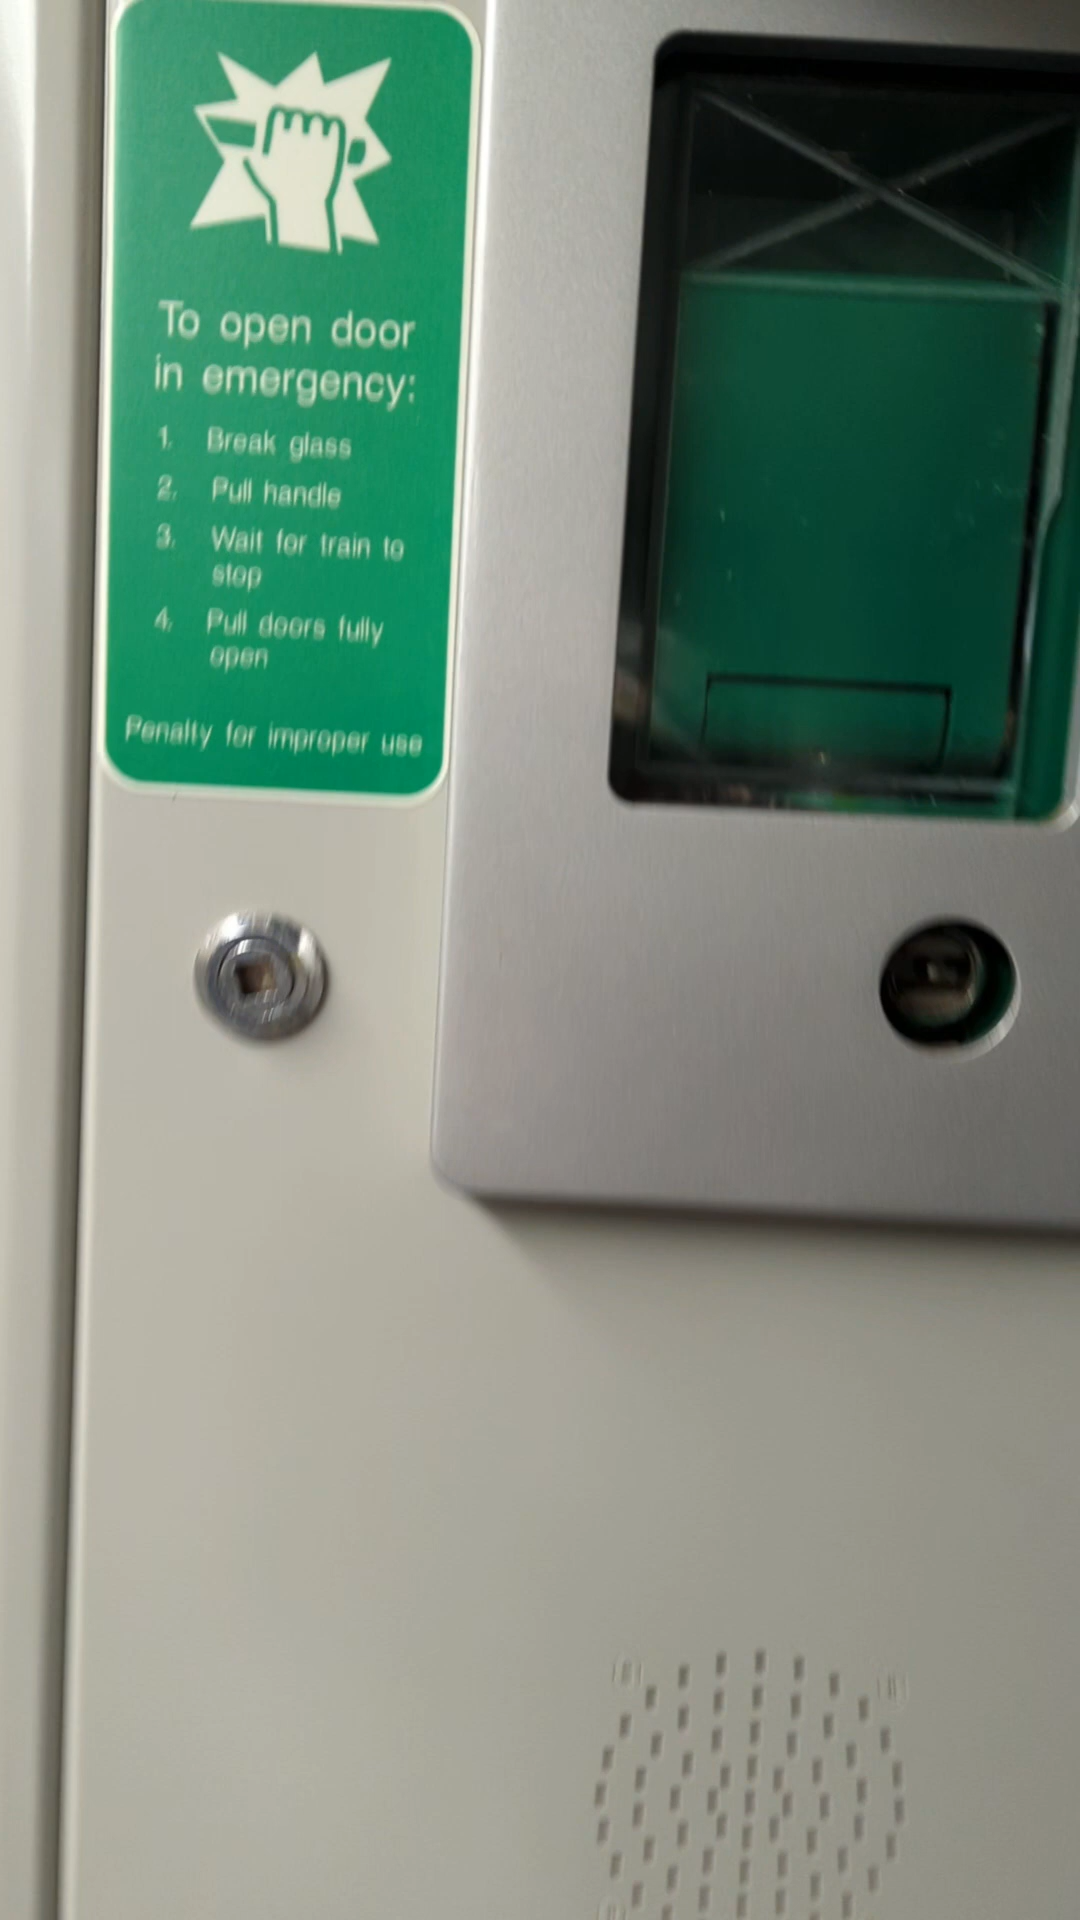 To open door
in emergency:
1. Break glass
2. Pull handle
3. Wait for train to
stop
4. Pull doors fully
open
Penalty for improper use